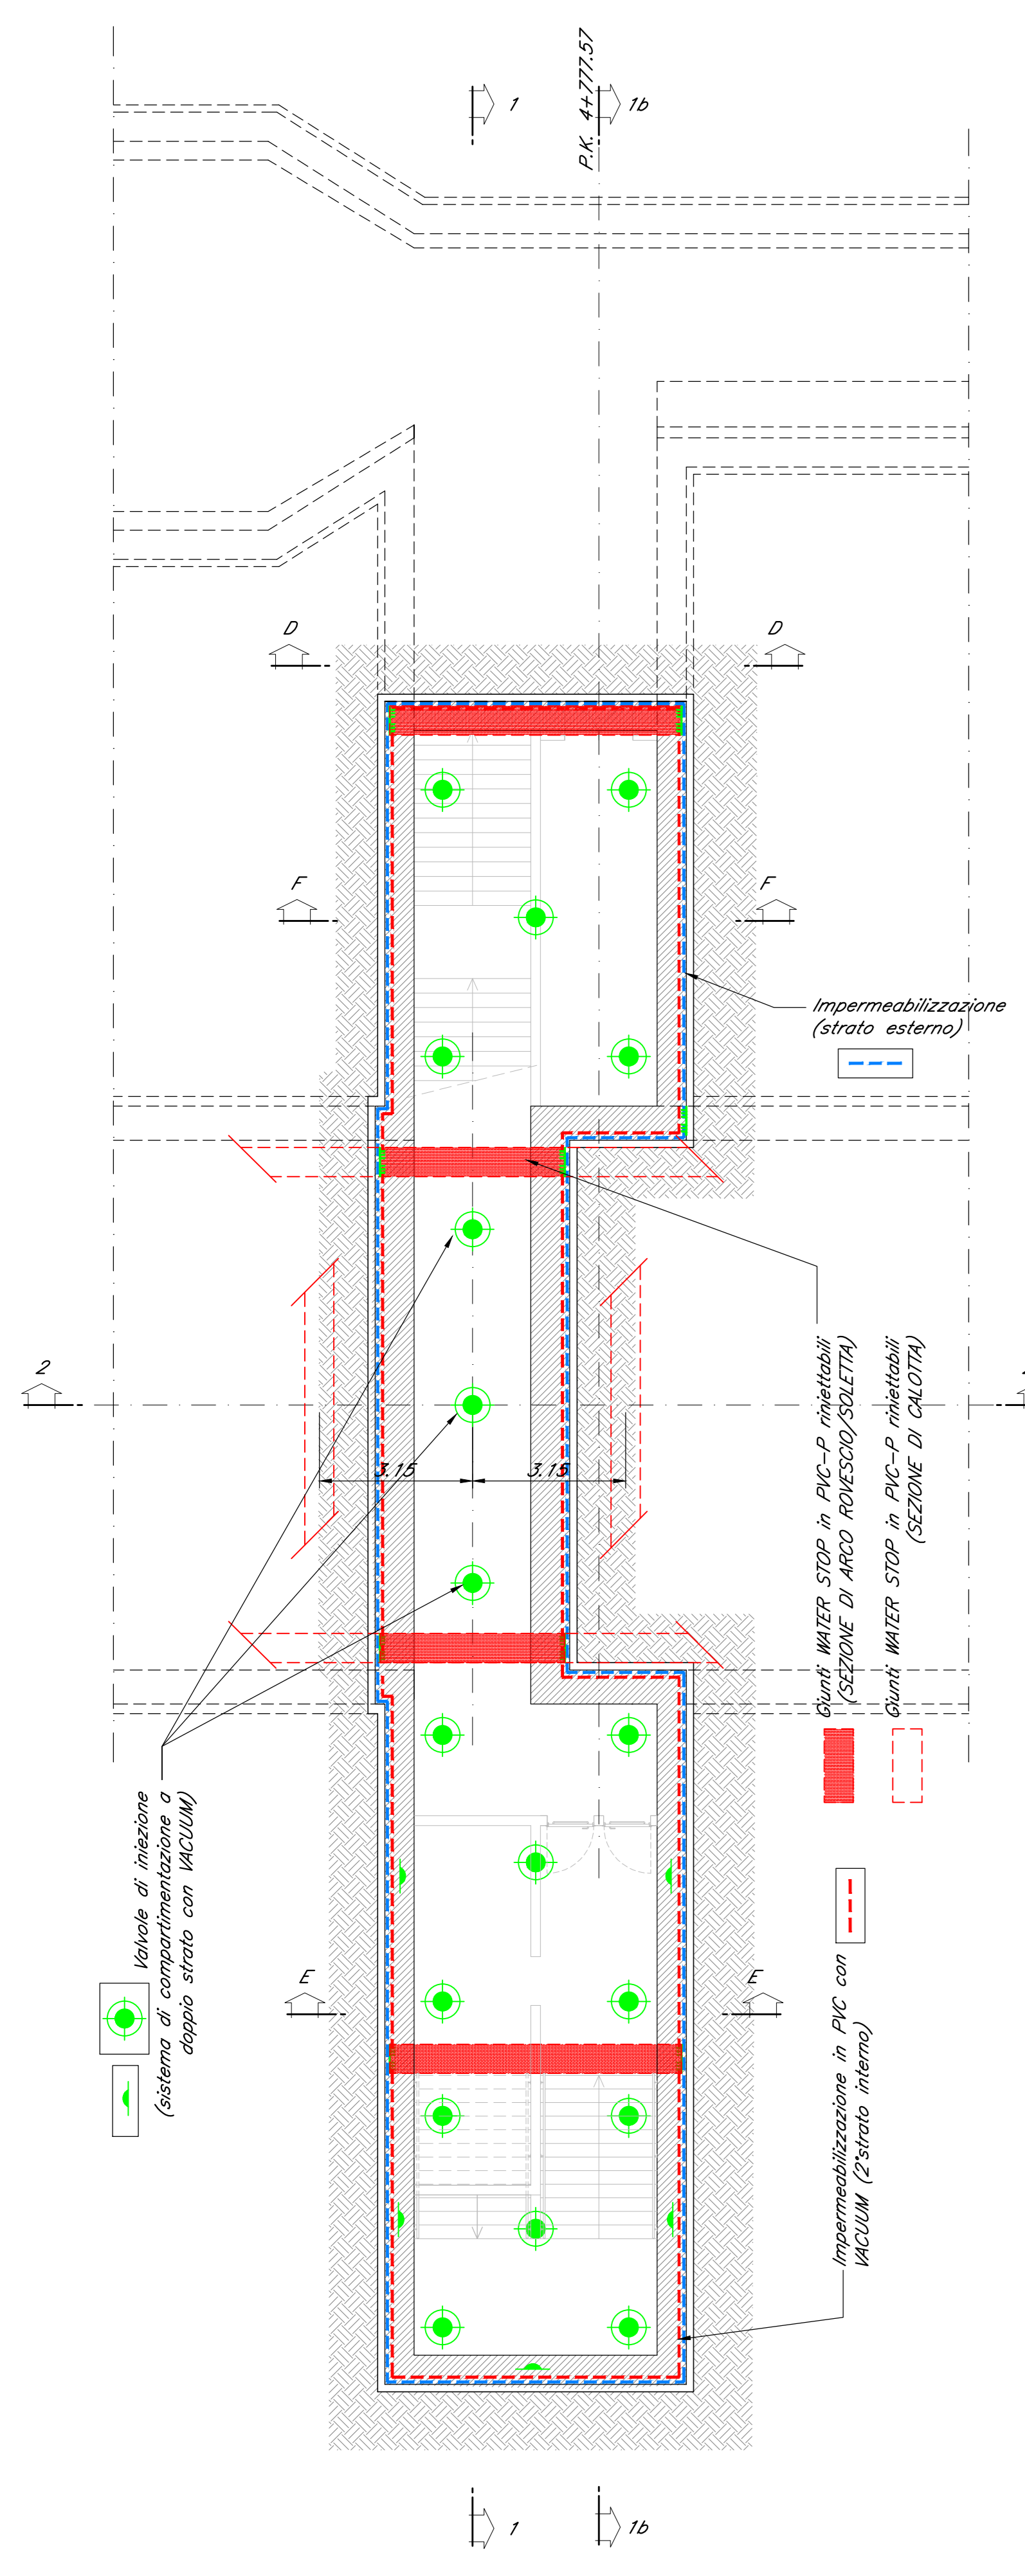 1
P.K. 4+777.57
1b
D
D
F
F
Impermeabilizzazione
(strato esterno)
2
3.15
3.15
Giunti WATER STOP in PVC-P riniettabili
(SEZIONE DI ARCO ROVESCIO/SOLETTA)
Giunti WATER STOP in PVC-P riniettabili
(SEZIONE DI CALOTTA)
Valvole di iniezione
(sistema di compartimentazione a
doppio strato con VACUUM)
E
E
Impermeabilizzazione in PVC con
VACUUM (2°strato interno)
1
1b